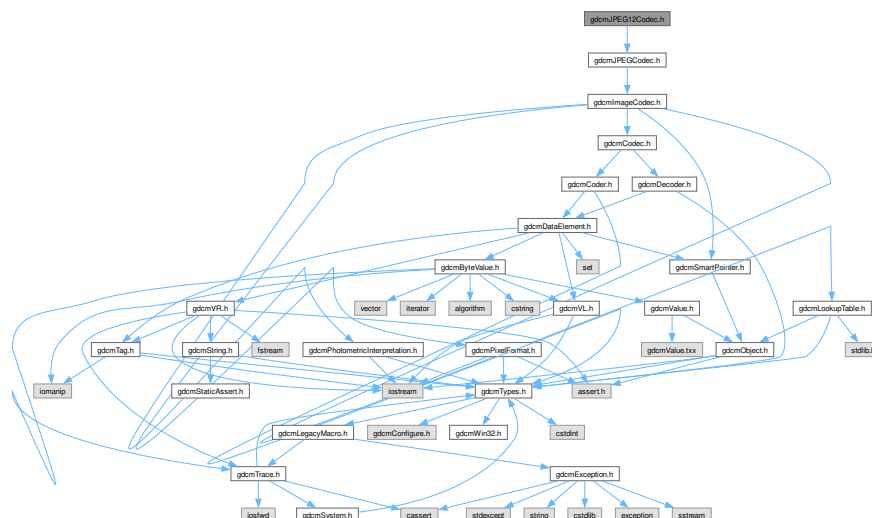 gdcmJPEG12Codec.h
gdcmJPEGCodec.h
gdcmImageCodec.h
gdcmCodec.h
gdcmCoder.h
gdcmDecoder.h
gdcmDataElement.h
gdcmByteValue.h
set
gdcmSmartPointer.h
gdcmVR.h
vector
iterator
algorithm
cstring
gdcmVL.h
gdcmValue.h
gdcmLookupTable.h
gdcmTag.h
gdcmString.h
fstream
gdcmPhotometricInterpretation.h
gdcmPixelFormat.h
gdcmValue.txx
gdcmObject.h
stdlib.h
iomanip
gdcmStaticAssert.h
iostream
gdcmTypes.h
assert.h
gdcmLegacyMacro.h
gdcmConfigure.h
gdcmWin32.h
cstdint
gdcmTrace.h
gdcmException.h
iosfwd
gdcmSystem.h
cassert
stdexcept
string
cstdlib
exception
sstream